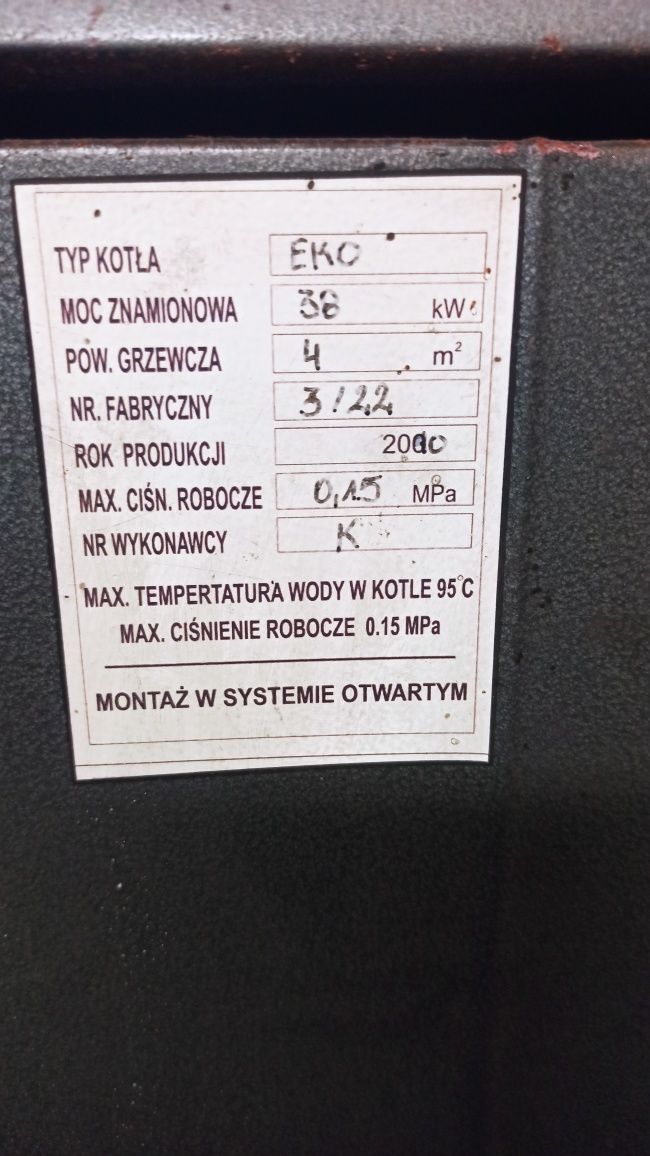 TYP KOTŁA EKO
MOC ZNAMIONOWA 38 kW
POW. GRZEWCZA 4 m²
NR. FABRYCZNY 3/22
ROK PRODUKCJI 2010
MAX. CIŚN. ROBOCZE 0,15 MPa
NR WYKONAWCY K
MAX. TEMPERTATURA WODY W KOTLE 95°C
MAX. CIŚNIENIE ROBOCZE 0.15 MPa
MONTAŻ W SYSTEMIE OTWARTYM